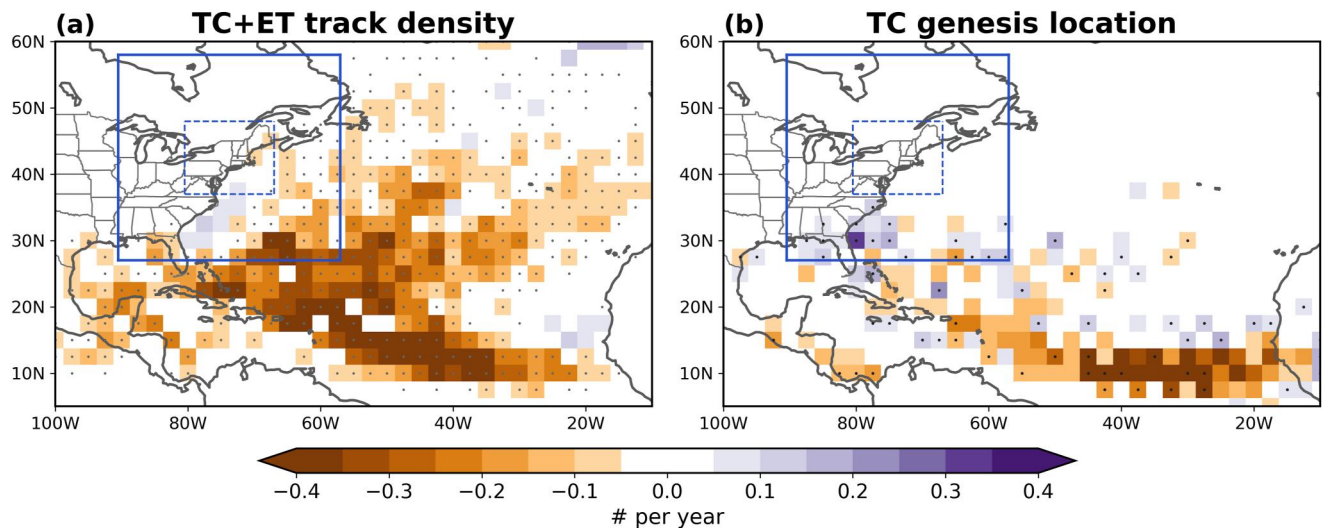 (a) TC+ET track density
(b) TC genesis location
60N
50N
40N
30N
20N
10N
100W 80W 60W 40W 20W
60N
50N
40N
30N
20N
10N
100W 80W 60W 40W 20W
−0.4 −0.3 −0.2 −0.1 0.0 0.1 0.2 0.3 0.4
# per year